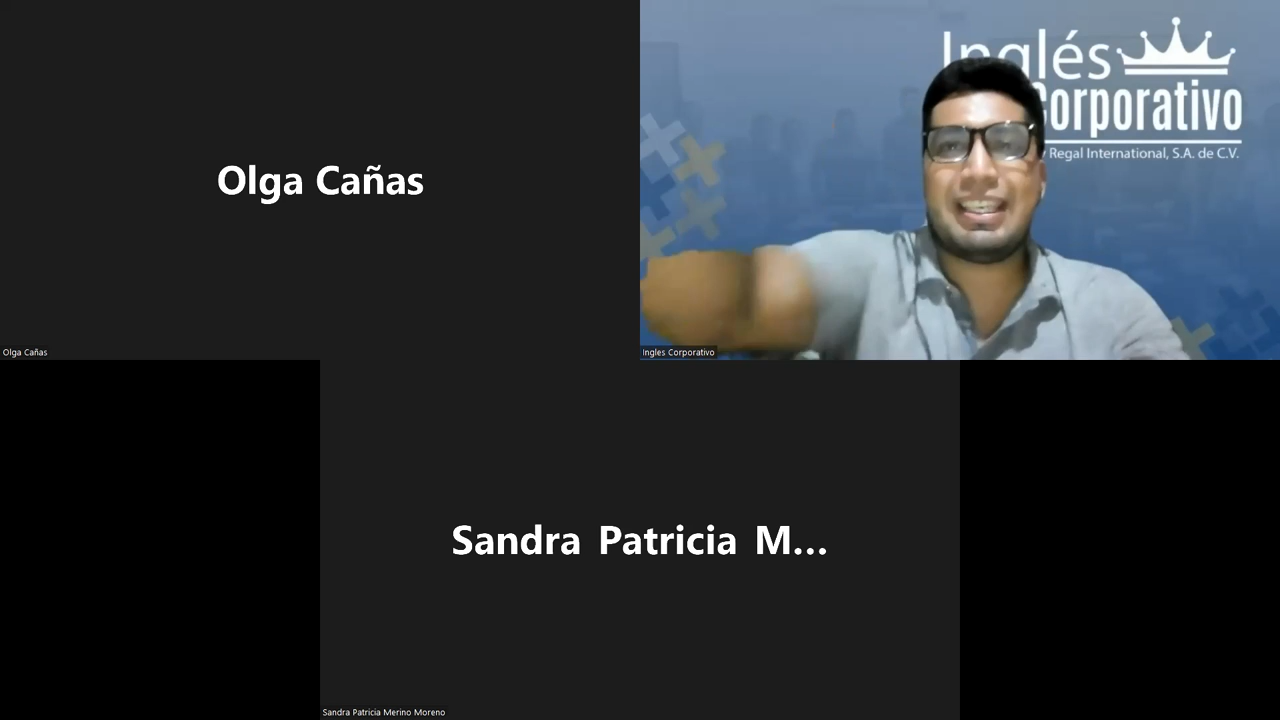 Olga Cañas
Olga Cañas
Inglés
Corporativo
y Regal International, S.A. de C.V.
Ingles Corporativo
Sandra Patricia M...
Sandra Patricia Merino Moreno